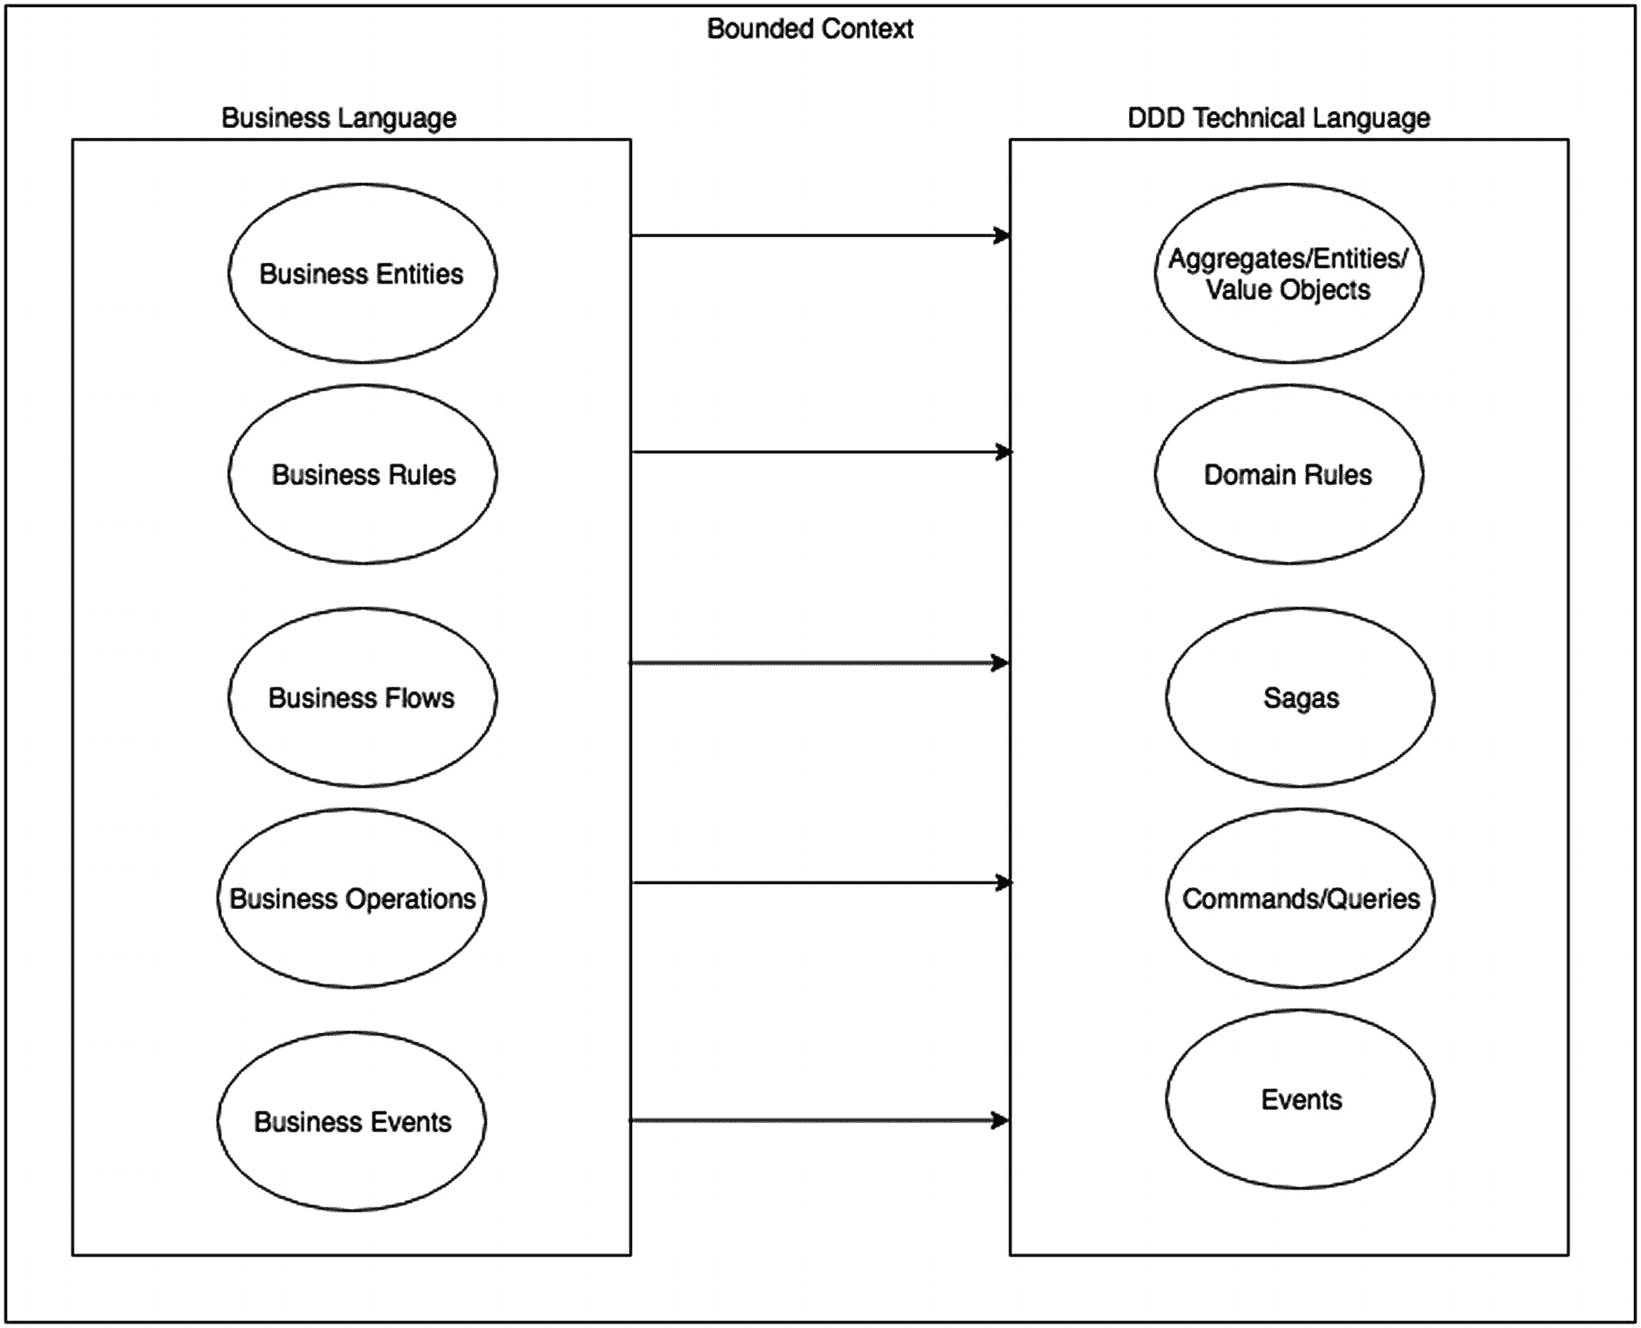 Bounded Context
Business Language
DDD Technical Language
Business Entities
Aggregates/Entities/
Value Objects
Business Rules
Domain Rules
Business Flows
Sagas
Business Operations
Commands/Queries
Business Events
Events